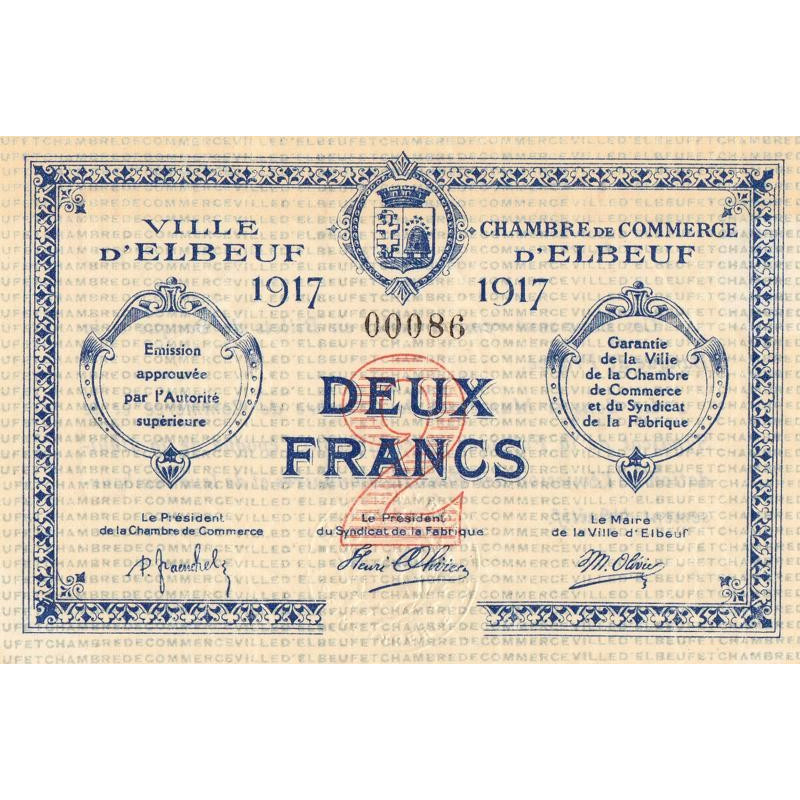 VILLE
D'ELBEUF
1917
CHAMBRE DE COMMERCE
D'ELBEUF
1917
00086
Emission
approuvée
par l'Autorité
supérieure
2
DEUX
FRANCS
Garantie
de la Ville
de la Chambre
de Commerce
et du Syndicat
de la Fabrique
Le Président
de la Chambre de Commerce
P. Fraenckel
Le Président
du Syndicat de la Fabrique
Henri Olivier
Le Maire
de la Ville d'Elbeuf
M. Olivier